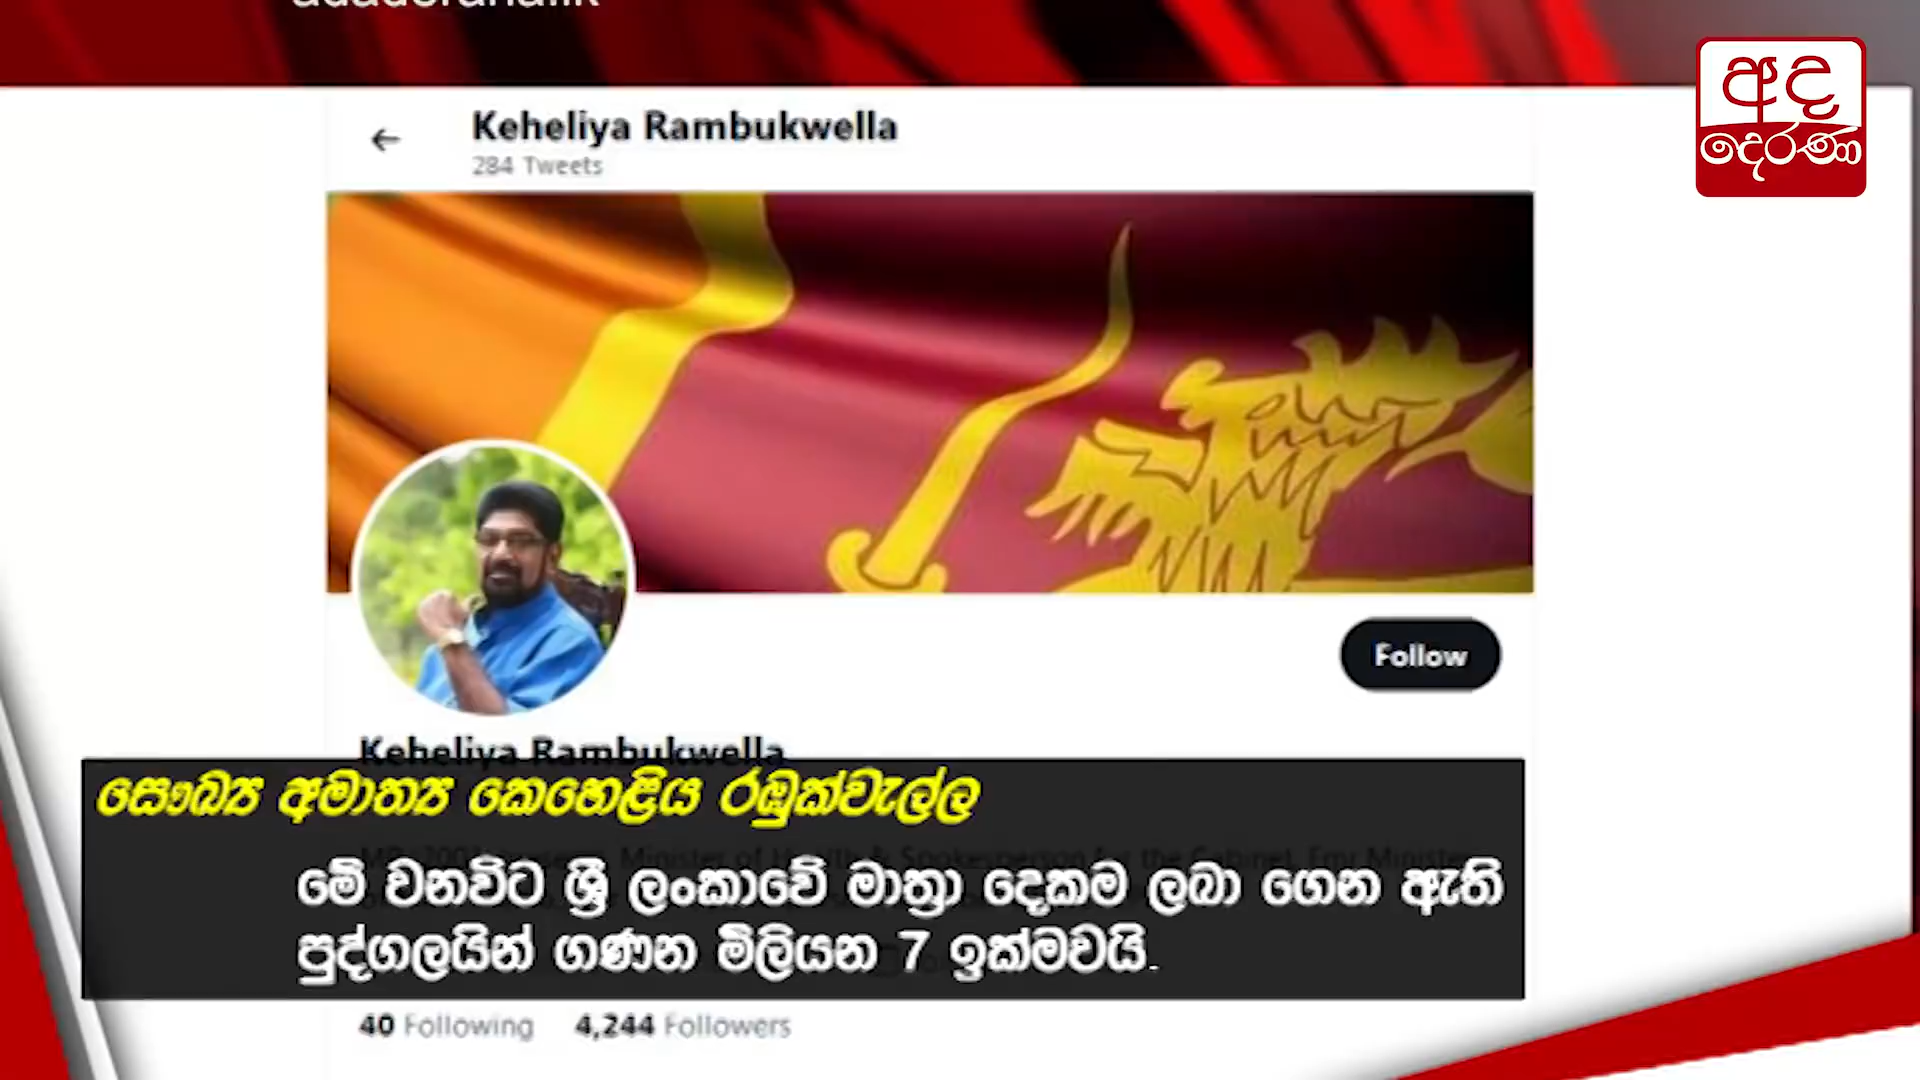 අද
දෙරණ
Keheliya Rambukwella
284 Tweets
Follow
Keheliya Rambukwella
සෞඛ්‍ය අමාත්‍ය කෙහෙළිය රඹුක්වැල්ල
මේ වනවිට ශ්‍රී ලංකාවේ මාත්‍රා දෙකම ලබා ගෙන ඇති
පුද්ගලයින් ගණන මිලියන 7 ඉක්මවයි.
40 Following 4,244 Followers